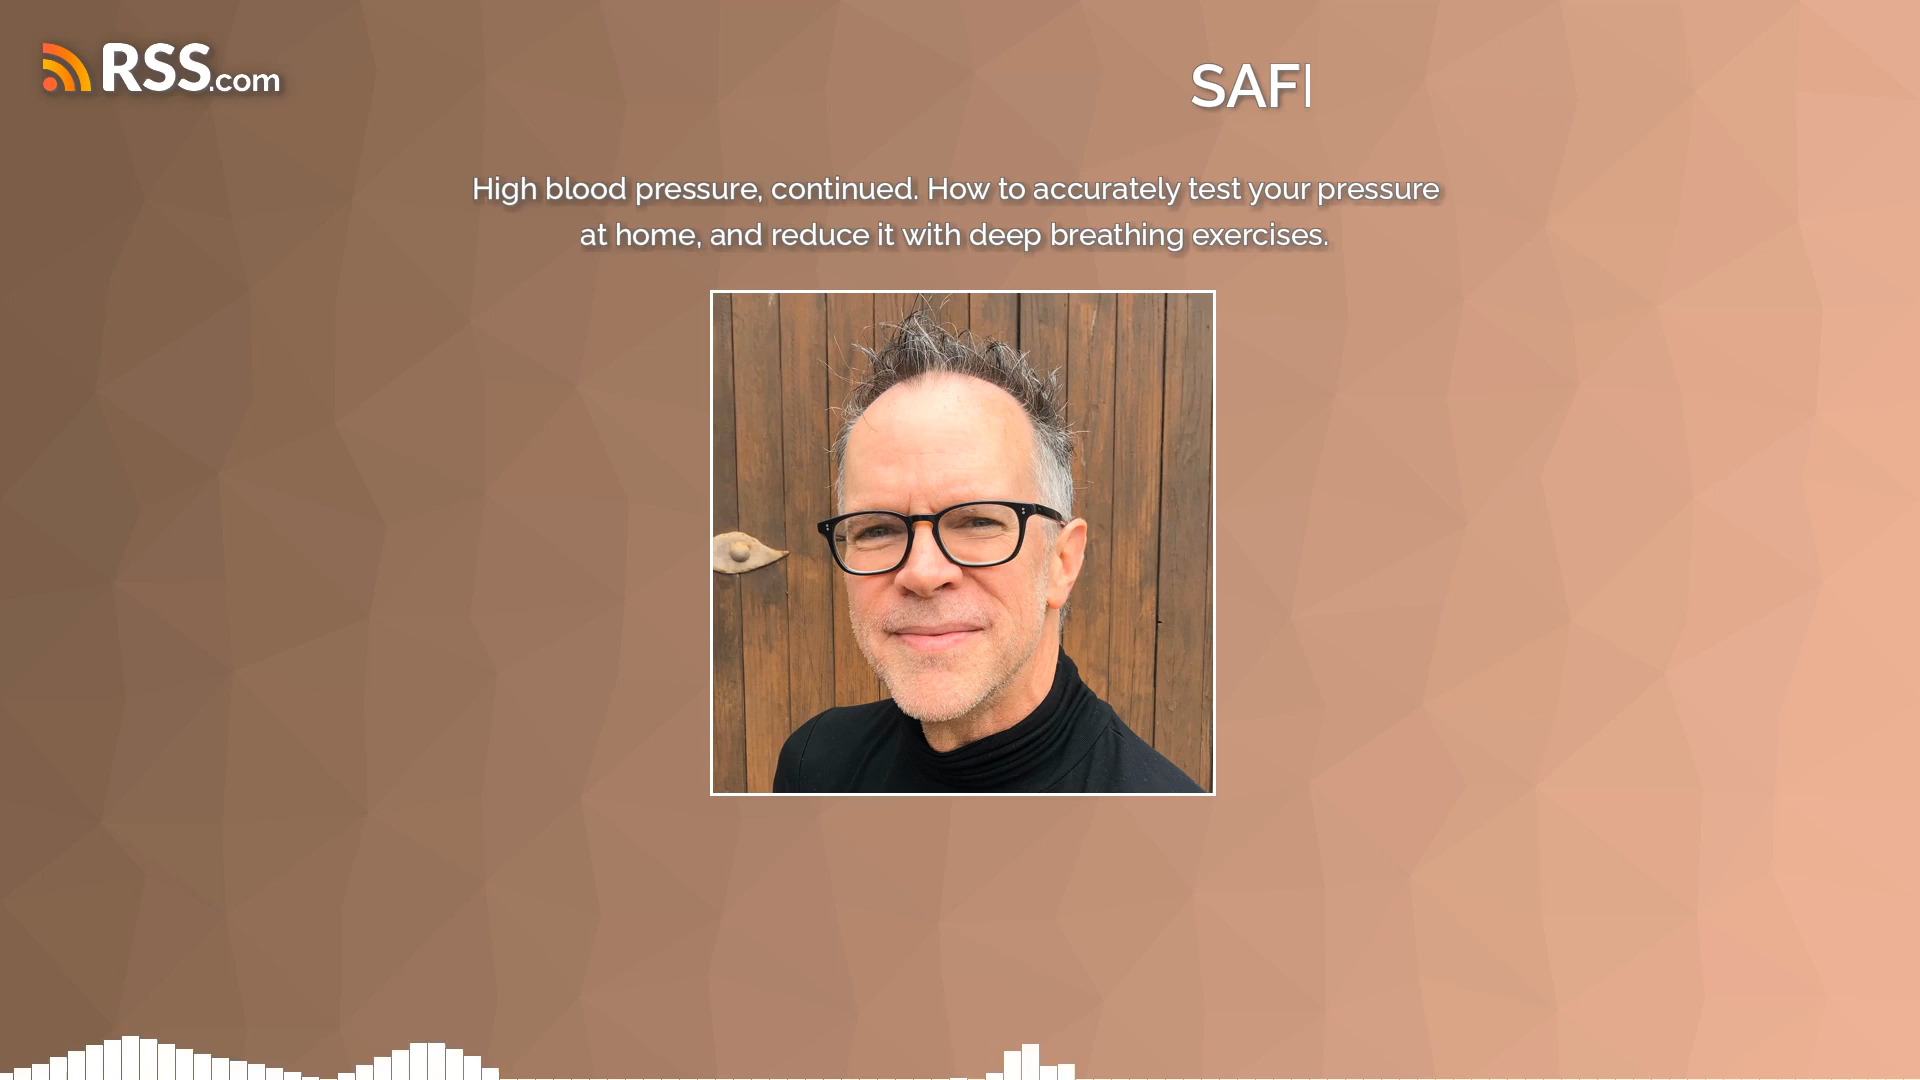 RSS.com
SAF|
High blood pressure, continued. How to accurately test your pressure
at home, and reduce it with deep breathing exercises.